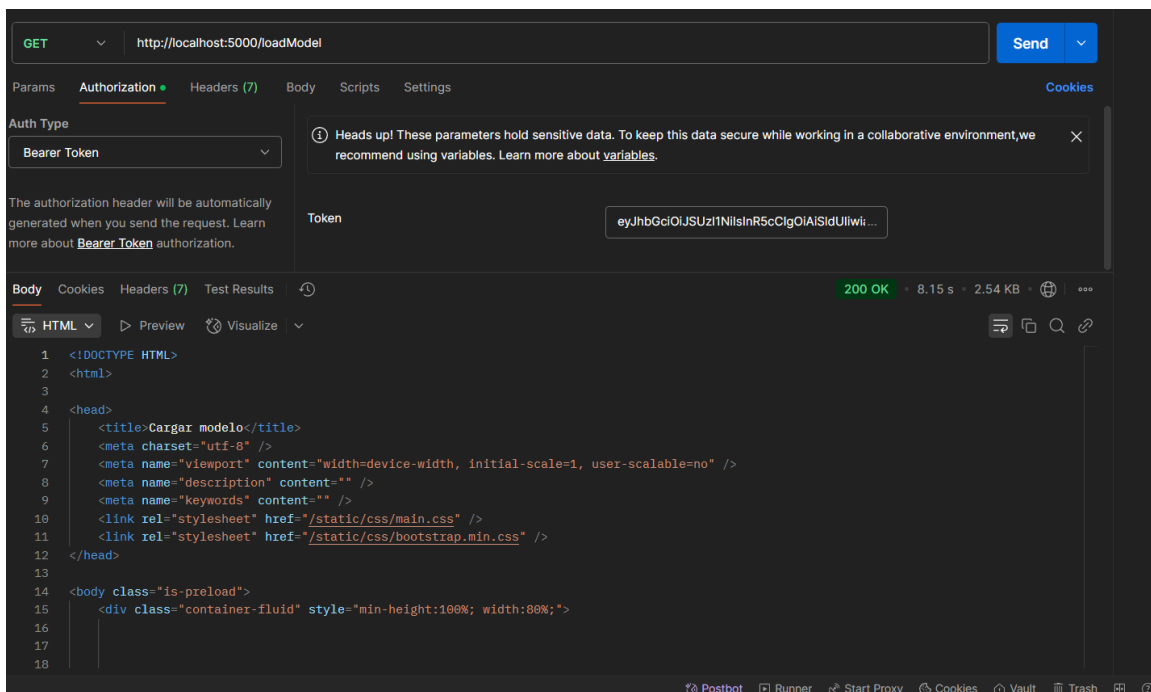 GET http://localhost:5000/loadModel Send
Params Authorization Headers (7) Body Scripts Settings Cookies
Auth Type
Bearer Token
The authorization header will be automatically
generated when you send the request. Learn
more about Bearer Token authorization.
Heads up! These parameters hold sensitive data. To keep this data secure while working in a collaborative environment,we
recommend using variables. Learn more about variables.
Token
Body Cookies Headers (7) Test Results 200 OK 8.15 s 2.54 KB
HTML Preview Visualize
1 <!DOCTYPE HTML>
2 <html>
3
4 <head>
5 <title>Cargar modelo</title>
6 <meta charset="utf-8" />
7 <meta name="viewport" content="width=device-width, initial-scale=1, user-scalable=no" />
8 <meta name="description" content="" />
9 <meta name="keywords" content="" />
10 <link rel="stylesheet" href="/static/css/main.css" />
11 <link rel="stylesheet" href="/static/css/bootstrap.min.css" />
12 </head>
13
14 <body class="is-preload">
15 <div class="container-fluid" style="min-height:100%; width:80%;">
16
17
18
Postbot Runner Start Proxy Cookies Vault Trash